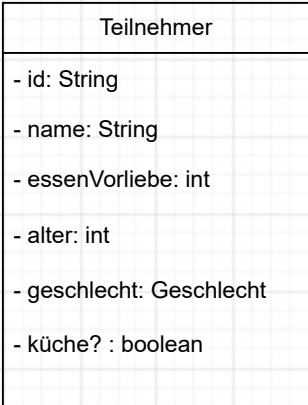 Teilnehmer
- id: String
- name: String
- essenVorliebe: int
- alter: int
- geschlecht: Geschlecht
- küche? : boolean